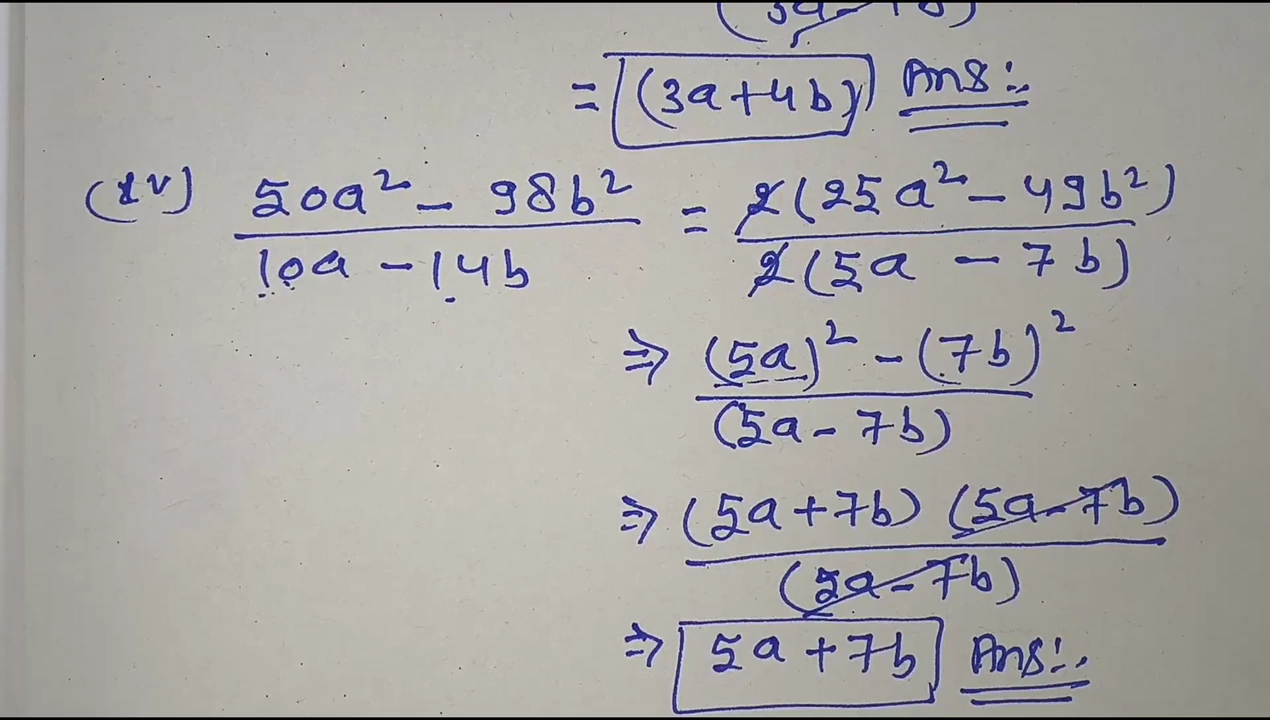 = (3a+4b) Ans:.
(iv) 50a² - 98b² / 10a - 14b = 2(25a² - 49b²) / 2(5a - 7b)
⇒ (5a)² - (7b)² / (5a - 7b)
⇒ (5a+7b) (5a-7b) / (5a-7b)
⇒ 5a+7b Ans:.